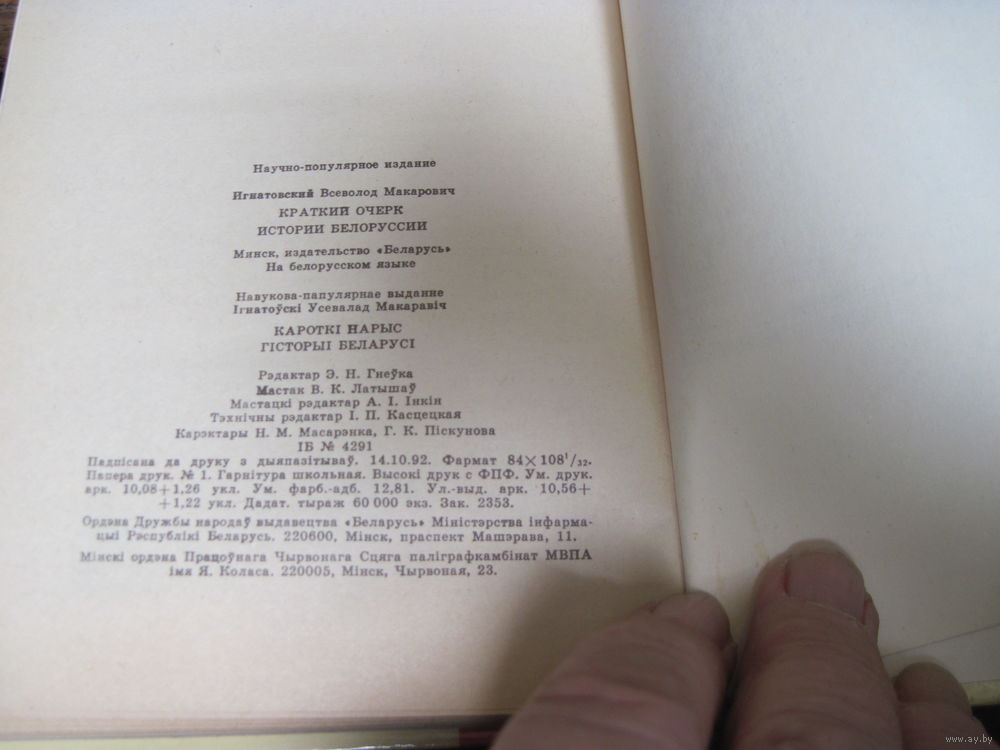 Научно-популярное издание
Игнатовский Всеволод Макарович
КРАТКИЙ ОЧЕРК
ИСТОРИИ БЕЛОРУССИИ
Минск, издательство «Беларусь»
На белорусском языке
Навукова-папулярнае выданне
Ігнатоўскі Усевалад Макаравіч
КАРОТКІ НАРЫС
ГІСТОРЫІ БЕЛАРУСІ
Рэдактар Э. Н. Гнеўка
Мастак В. К. Латышаў
Мастацкі рэдактар А. І. Інкін
Тэхнічны рэдактар І. П. Касцецкая
Карэктары Н. М. Масарэнка, Г. К. Піскунова
ІБ № 4291
Падпісана да друку з дыяпазітываў. 14.10.92. Фармат 84×108¹/₃₂.
Папера друк. № 1. Гарнітура школьная. Высокі друк с ФПФ. Ум. друк.
арк. 10,08+1,26 укл. Ум. фарб.-адб. 12,81. Ул.-выд. арк. 10,56+
+1,22 укл. Дадат. тыраж 60 000 экз. Зак. 2353.
Ордэна Дружбы народаў выдавецтва «Беларусь» Міністэрства інфарма-
цыі Рэспублікі Беларусь. 220600, Мінск, праспект Машэрава, 11.
Мінскі ордэна Працоўнага Чырвонага Сцяга паліграфкамбінат МВПА
імя Я. Коласа. 220005, Мінск, Чырвоная, 23.
www.ay.by